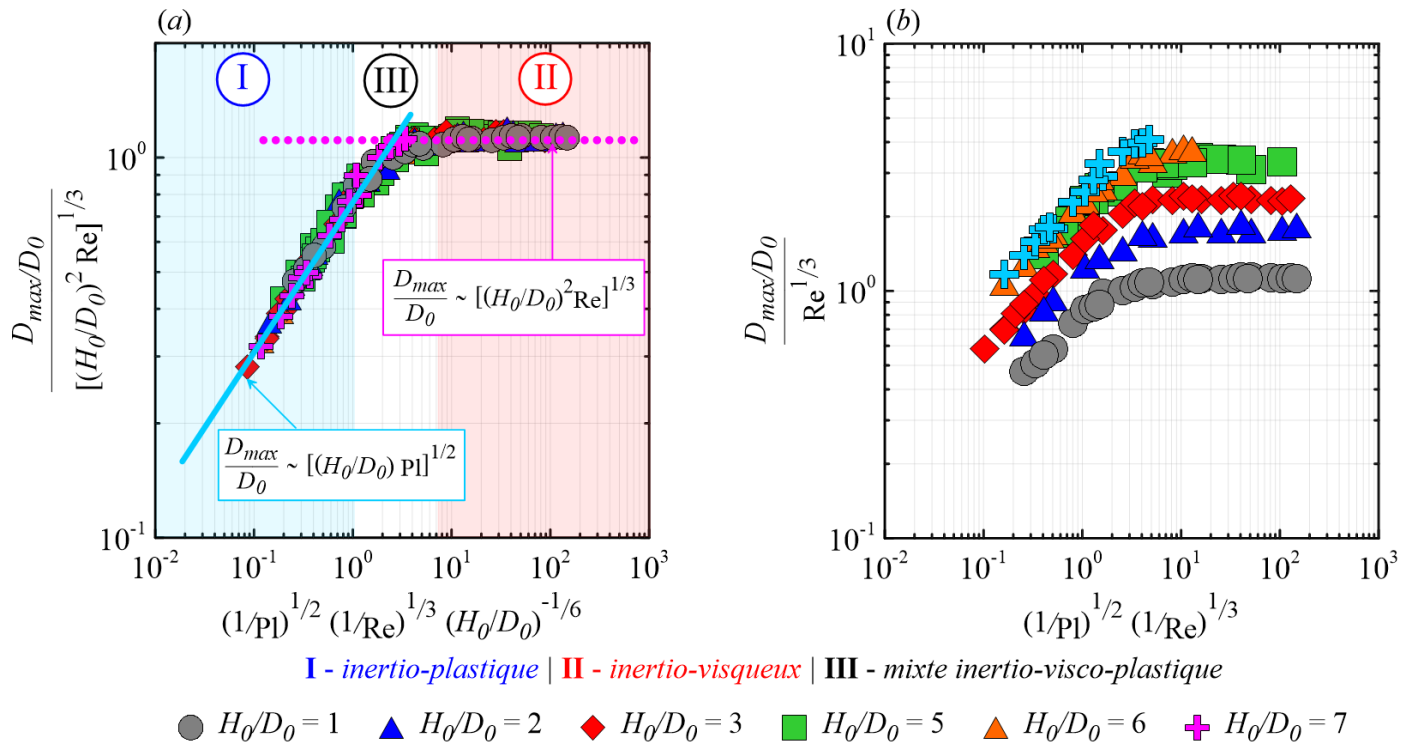 (a)
(b)
I
III
II
10^1
10^0
10^-1
D_max/D_0
[(H_0/D_0)^2 Re]^1/3
D_max/D_0 ~ [(H_0/D_0)^2 Re]^1/3
D_max/D_0 ~ [(H_0/D_0) Pl]^1/2
10^0
10^-1
10^-2 10^-1 10^0 10^1 10^2 10^3
(1/Pl)^1/2 (1/Re)^1/3 (H_0/D_0)^-1/6
D_max/D_0
Re^1/3
10^-2 10^-1 10^0 10^1 10^2 10^3
(1/Pl)^1/2 (1/Re)^1/3
I - inertio-plastique | II - inertio-visqueux | III - mixte inertio-visco-plastique
H_0/D_0 = 1 H_0/D_0 = 2 H_0/D_0 = 3 H_0/D_0 = 5 H_0/D_0 = 6 H_0/D_0 = 7